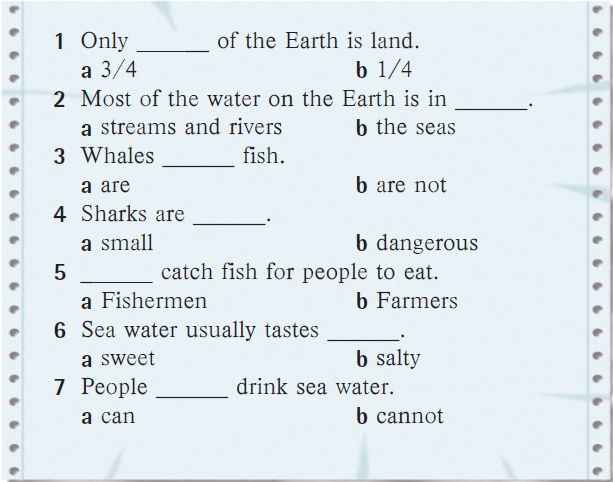 1 Only ______ of the Earth is land.
a 3/4 b 1/4
2 Most of the water on the Earth is in ______.
a streams and rivers b the seas
3 Whales ______ fish.
a are b are not
4 Sharks are ______.
a small b dangerous
5 ______ catch fish for people to eat.
a Fishermen b Farmers
6 Sea water usually tastes ______.
a sweet b salty
7 People ______ drink sea water.
a can b cannot